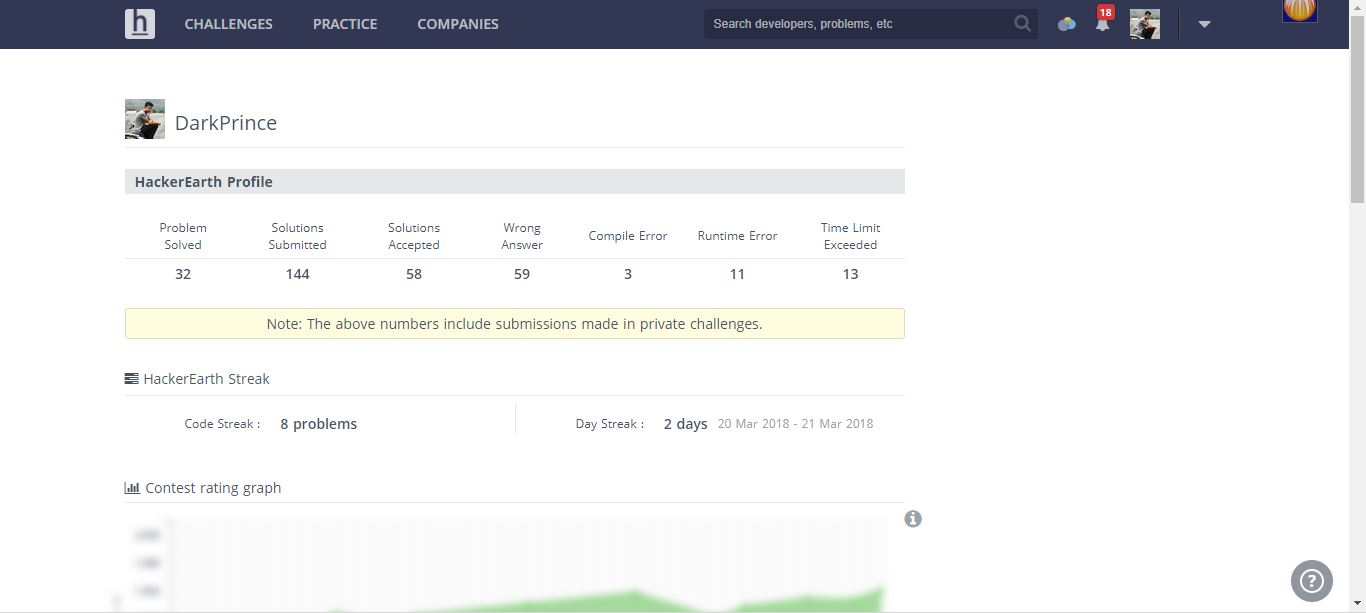 h CHALLENGES PRACTICE COMPANIES Search developers, problems, etc 18
DarkPrince
HackerEarth Profile
Problem Solved Solutions Submitted Solutions Accepted Wrong Answer Compile Error Runtime Error Time Limit Exceeded
32 144 58 59 3 11 13
Note: The above numbers include submissions made in private challenges.
HackerEarth Streak
Code Streak : 8 problems Day Streak : 2 days 20 Mar 2018 - 21 Mar 2018
Contest rating graph